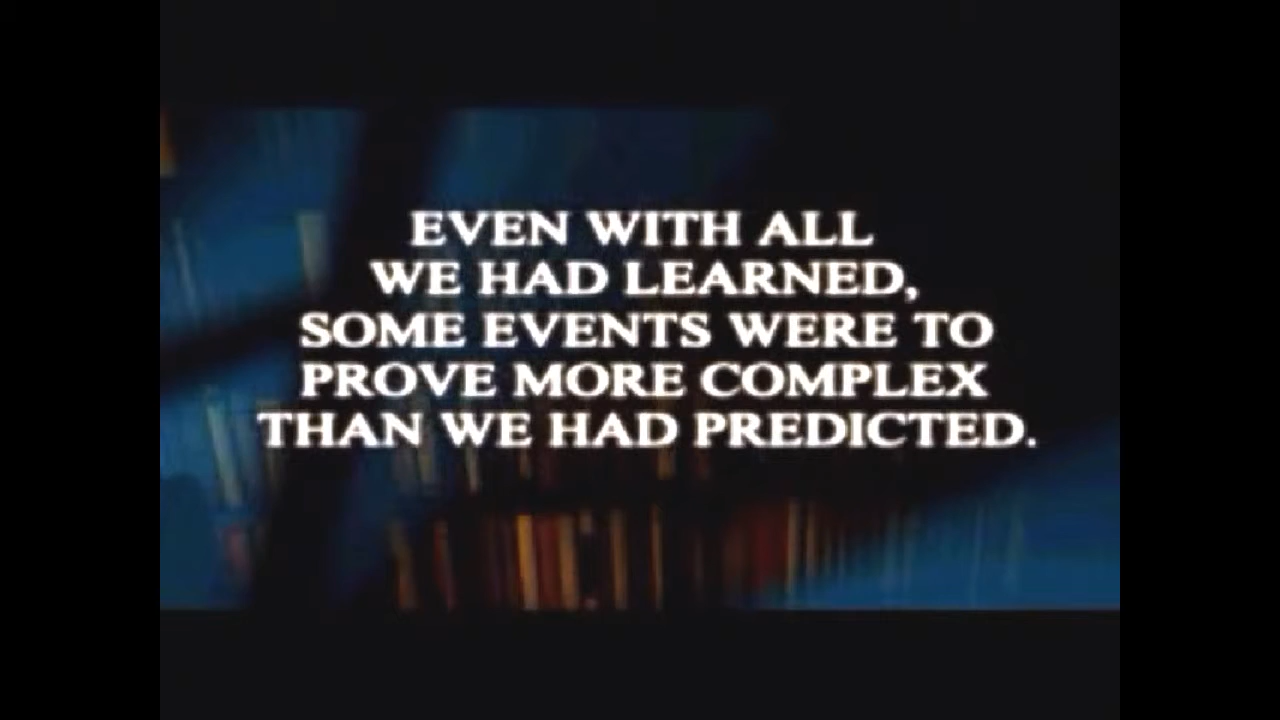 EVEN WITH ALL
WE HAD LEARNED,
SOME EVENTS WERE TO
PROVE MORE COMPLEX
THAN WE HAD PREDICTED.